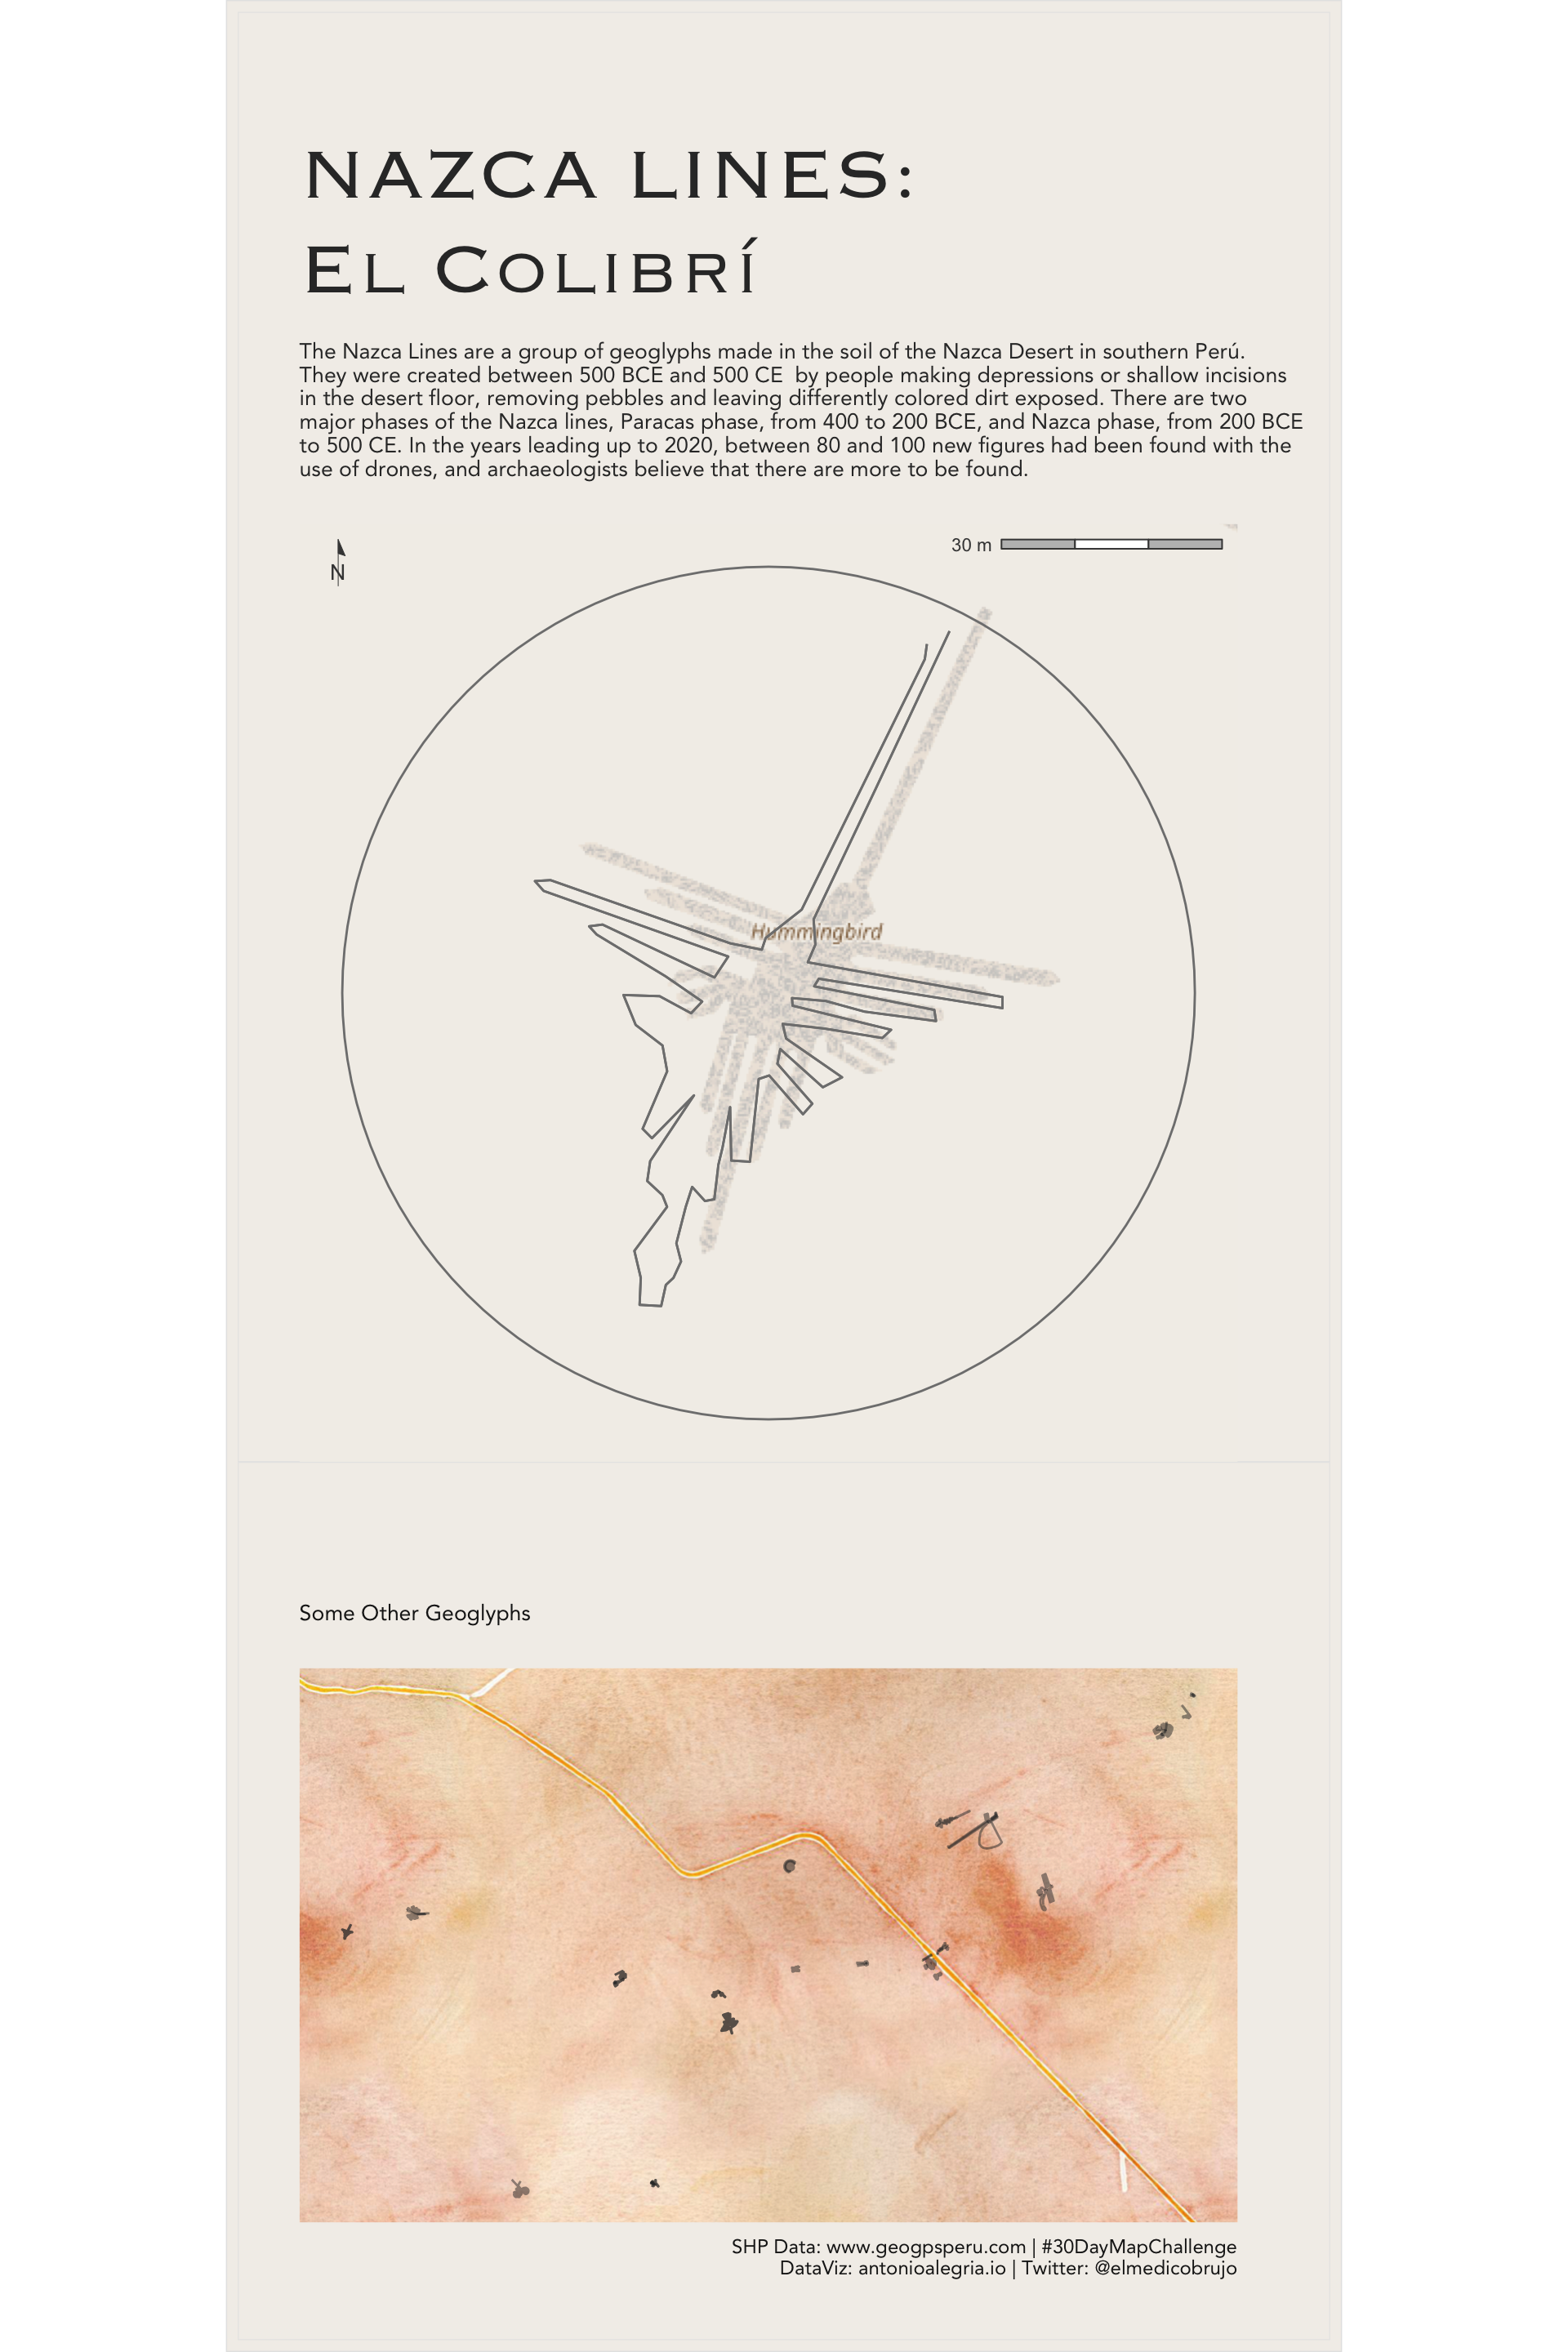 NAZCA LINES:
EL COLIBRÍ
The Nazca Lines are a group of geoglyphs made in the soil of the Nazca Desert in southern Perú.
They were created between 500 BCE and 500 CE  by people making depressions or shallow incisions
in the desert floor, removing pebbles and leaving differently colored dirt exposed. There are two
major phases of the Nazca lines, Paracas phase, from 400 to 200 BCE, and Nazca phase, from 200 BCE
to 500 CE. In the years leading up to 2020, between 80 and 100 new figures had been found with the
use of drones, and archaeologists believe that there are more to be found.
30 m
N
Hummingbird
Some Other Geoglyphs
SHP Data: www.geogpsperu.com | #30DayMapChallenge
DataViz: antonioalegria.io | Twitter: @elmedicobrujo